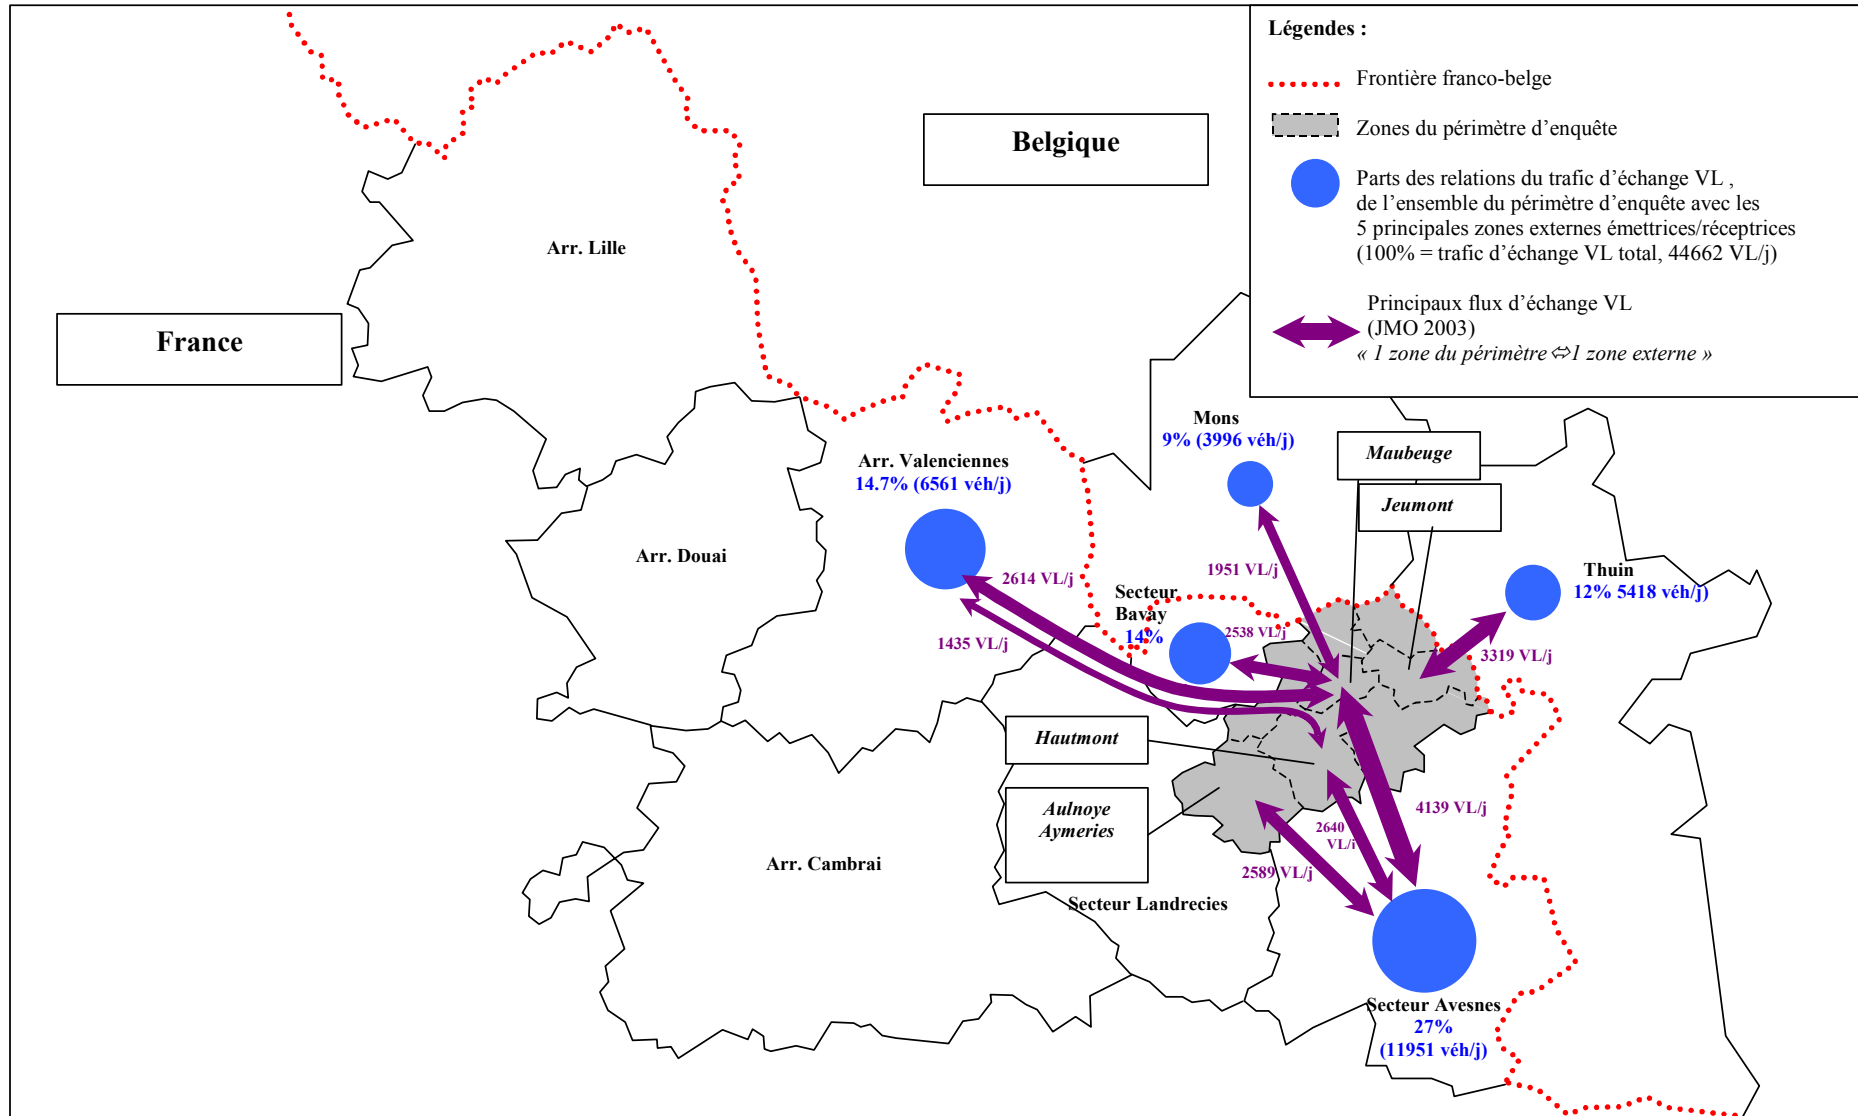 Légendes :
Frontière franco-belge
Zones du périmètre d'enquête
Parts des relations du trafic d'échange VL ,
de l'ensemble du périmètre d'enquête avec les
5 principales zones externes émettrices/réceptrices
(100% = trafic d'échange VL total, 44662 VL/j)
Principaux flux d'échange VL
(JMO 2003)
« 1 zone du périmètre ⇔ 1 zone externe »
Belgique
France
Arr. Lille
Mons
9% (3996 véh/j)
Maubeuge
Jeumont
Arr. Valenciennes
14.7% (6561 véh/j)
Arr. Douai
2614 VL/j
1435 VL/j
1951 VL/j
Secteur
Bavay
14%
2538 VL/j
Thuin
12% 5418 véh/j)
3319 VL/j
Hautmont
Aulnoye
Aymeries
4139 VL/j
2640
VL/j
2589 VL/j
Arr. Cambrai
Secteur Landrecies
Secteur Avesnes
27%
(11951 véh/j)